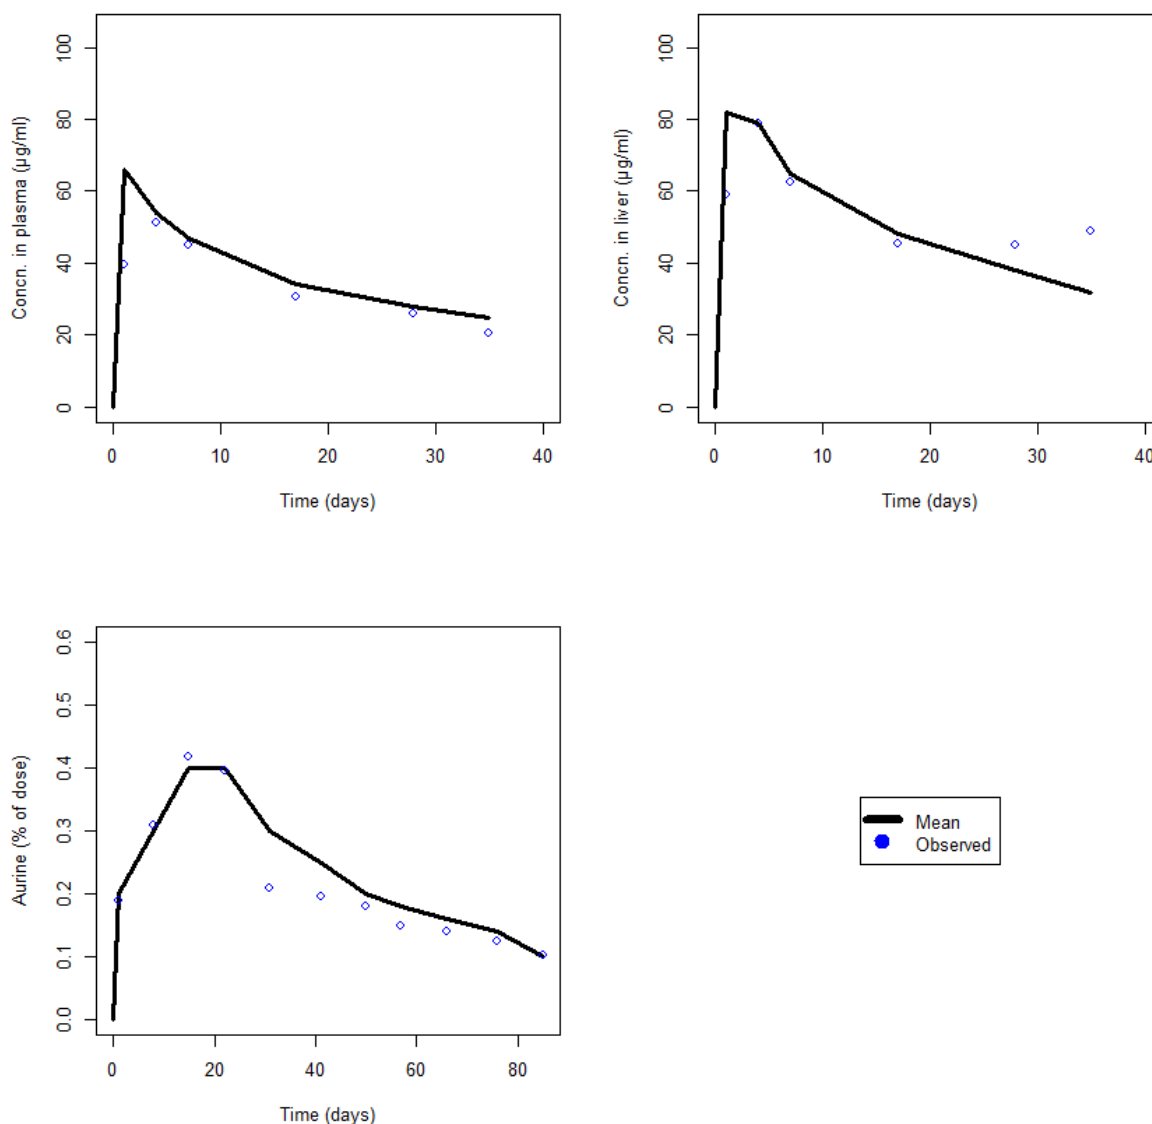 Concn. in plasma (µg/ml)
100
80
60
40
20
0
0 10 20 30 40
Time (days)
Concn. in liver (µg/ml)
100
80
60
40
20
0
0 10 20 30 40
Time (days)
Aurine (% of dose)
0.6
0.5
0.4
0.3
0.2
0.1
0.0
0 20 40 60 80
Time (days)
Mean
Observed